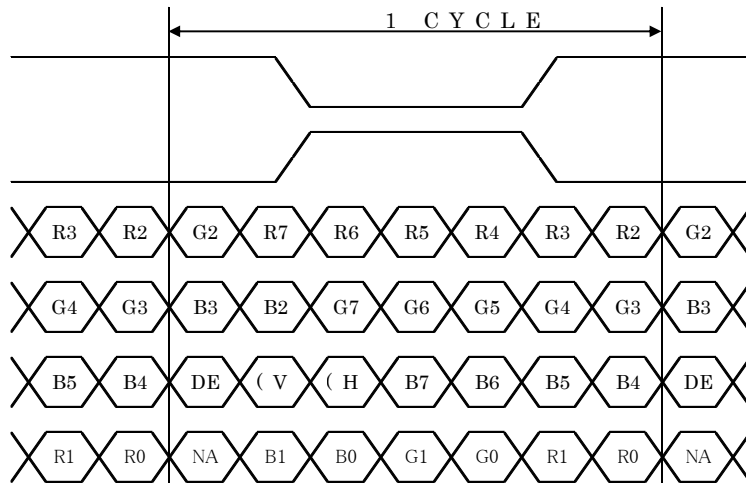 1 CYCLE
R3 R2 G2 R7 R6 R5 R4 R3 R2 G2
G4 G3 B3 B2 G7 G6 G5 G4 G3 B3
B5 B4 DE (V (H B7 B6 B5 B4 DE
R1 R0 NA B1 B0 G1 G0 R1 R0 NA